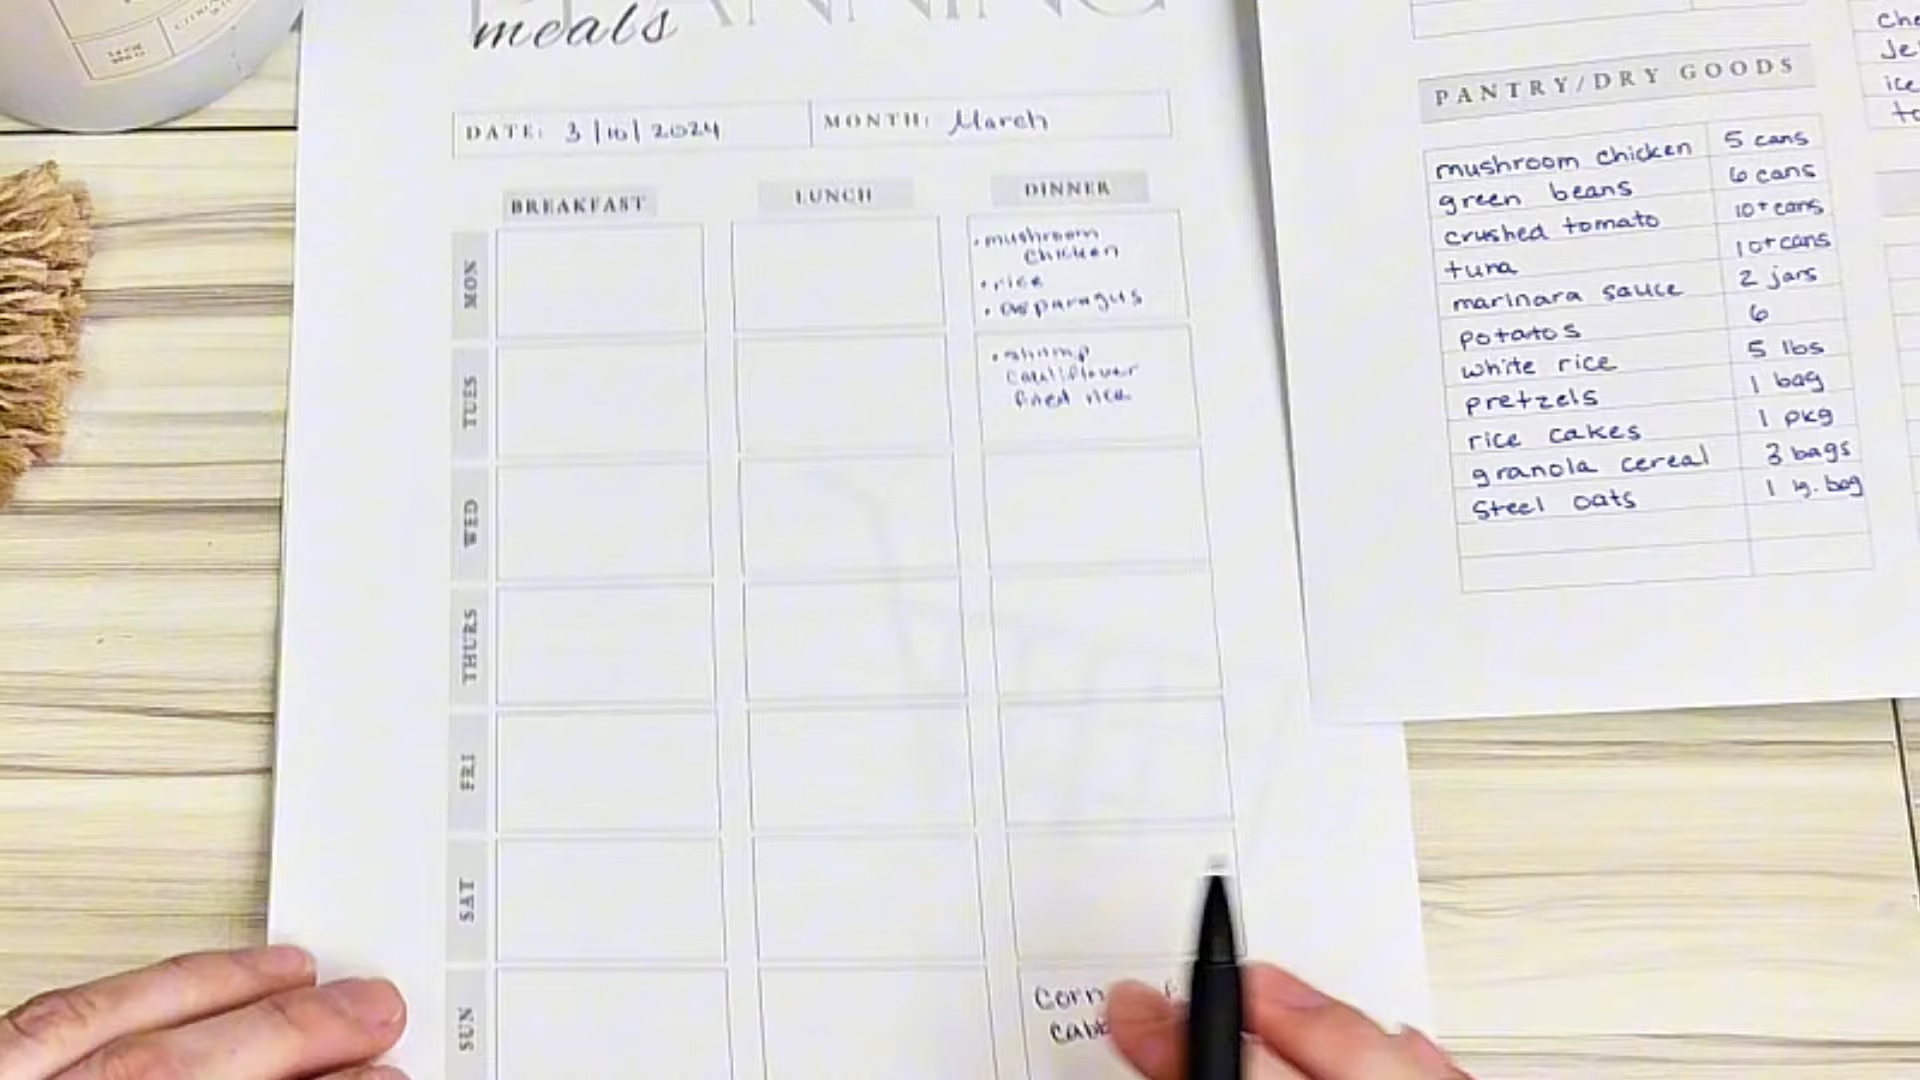 PLANNING
meals
DATE: 3/10/2024 MONTH: March
BREAKFAST LUNCH DINNER
MON
• mushroom
chicken
• rice
• asparagus
TUES
• shrimp
cauliflower
fried rice
WED
THURS
FRI
SAT
SUN
Corn
PANTRY/DRY GOODS
mushroom chicken 5 cans
green beans 6 cans
crushed tomato 10+ cans
tuna 10+ cans
marinara sauce 2 jars
potatos 6
white rice 5 lbs
pretzels 1 bag
rice cakes 1 pkg
granola cereal 3 bags
Steel oats 1 lg. bag